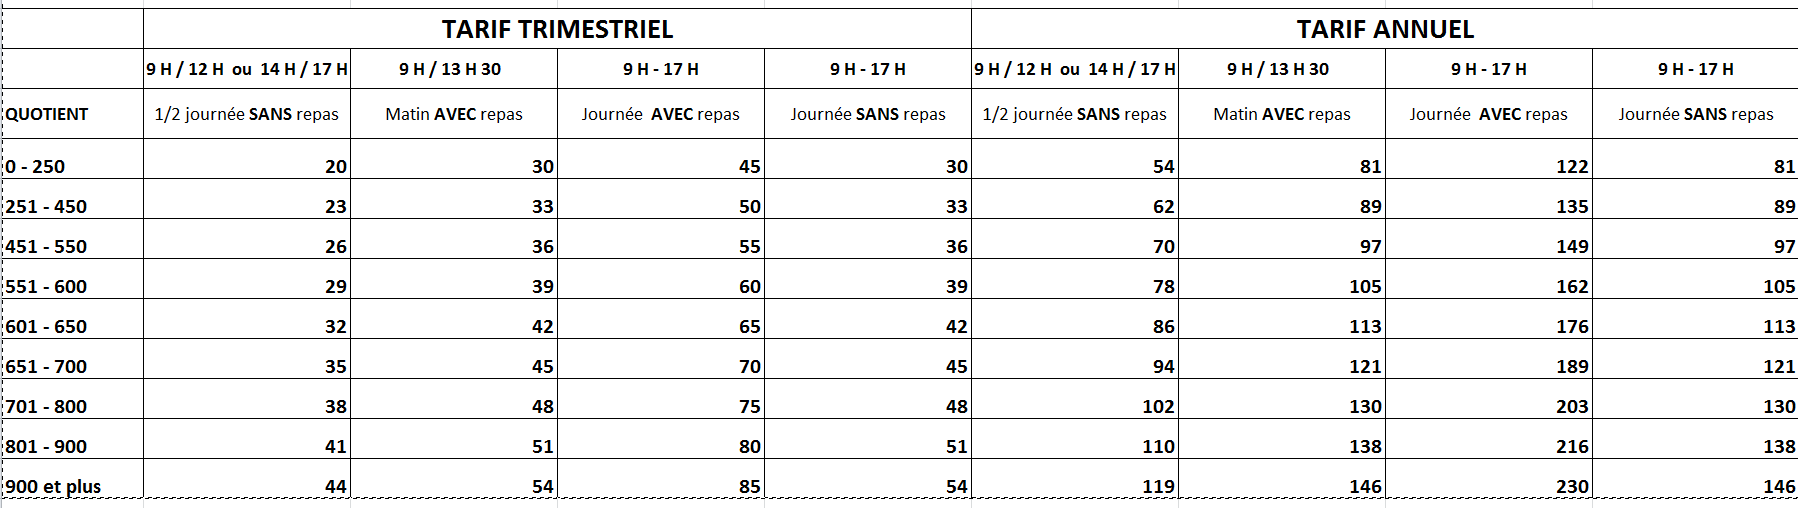 TARIF TRIMESTRIEL TARIF ANNUEL
9 H / 12 H ou 14 H / 17 H 9 H / 13 H 30 9 H - 17 H 9 H - 17 H 9 H / 12 H ou 14 H / 17 H 9 H / 13 H 30 9 H - 17 H 9 H - 17 H
QUOTIENT 1/2 journée SANS repas Matin AVEC repas Journée AVEC repas Journée SANS repas 1/2 journée SANS repas Matin AVEC repas Journée AVEC repas Journée SANS repas
0 - 250 20 30 45 30 54 81 122 81
251 - 450 23 33 50 33 62 89 135 89
451 - 550 26 36 55 36 70 97 149 97
551 - 600 29 39 60 39 78 105 162 105
601 - 650 32 42 65 42 86 113 176 113
651 - 700 35 45 70 45 94 121 189 121
701 - 800 38 48 75 48 102 130 203 130
801 - 900 41 51 80 51 110 138 216 138
900 et plus 44 54 85 54 119 146 230 146